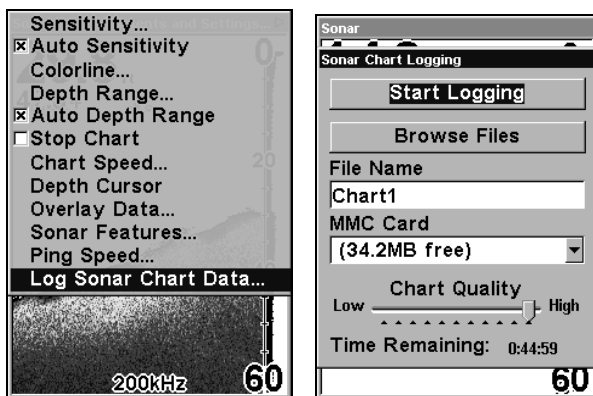 Sensitivity...
Auto Sensitivity
Colorline...
Depth Range...
Auto Depth Range
Stop Chart
Chart Speed...
Depth Cursor
Overlay Data...
Sonar Features...
Ping Speed...
Log Sonar Chart Data...
0
20
200kHz
60
Sonar
Sonar Chart Logging
Start Logging
Browse Files
File Name
Chart1
MMC Card
(34.2MB free)
Chart Quality
Low High
Time Remaining: 0:44:59
60